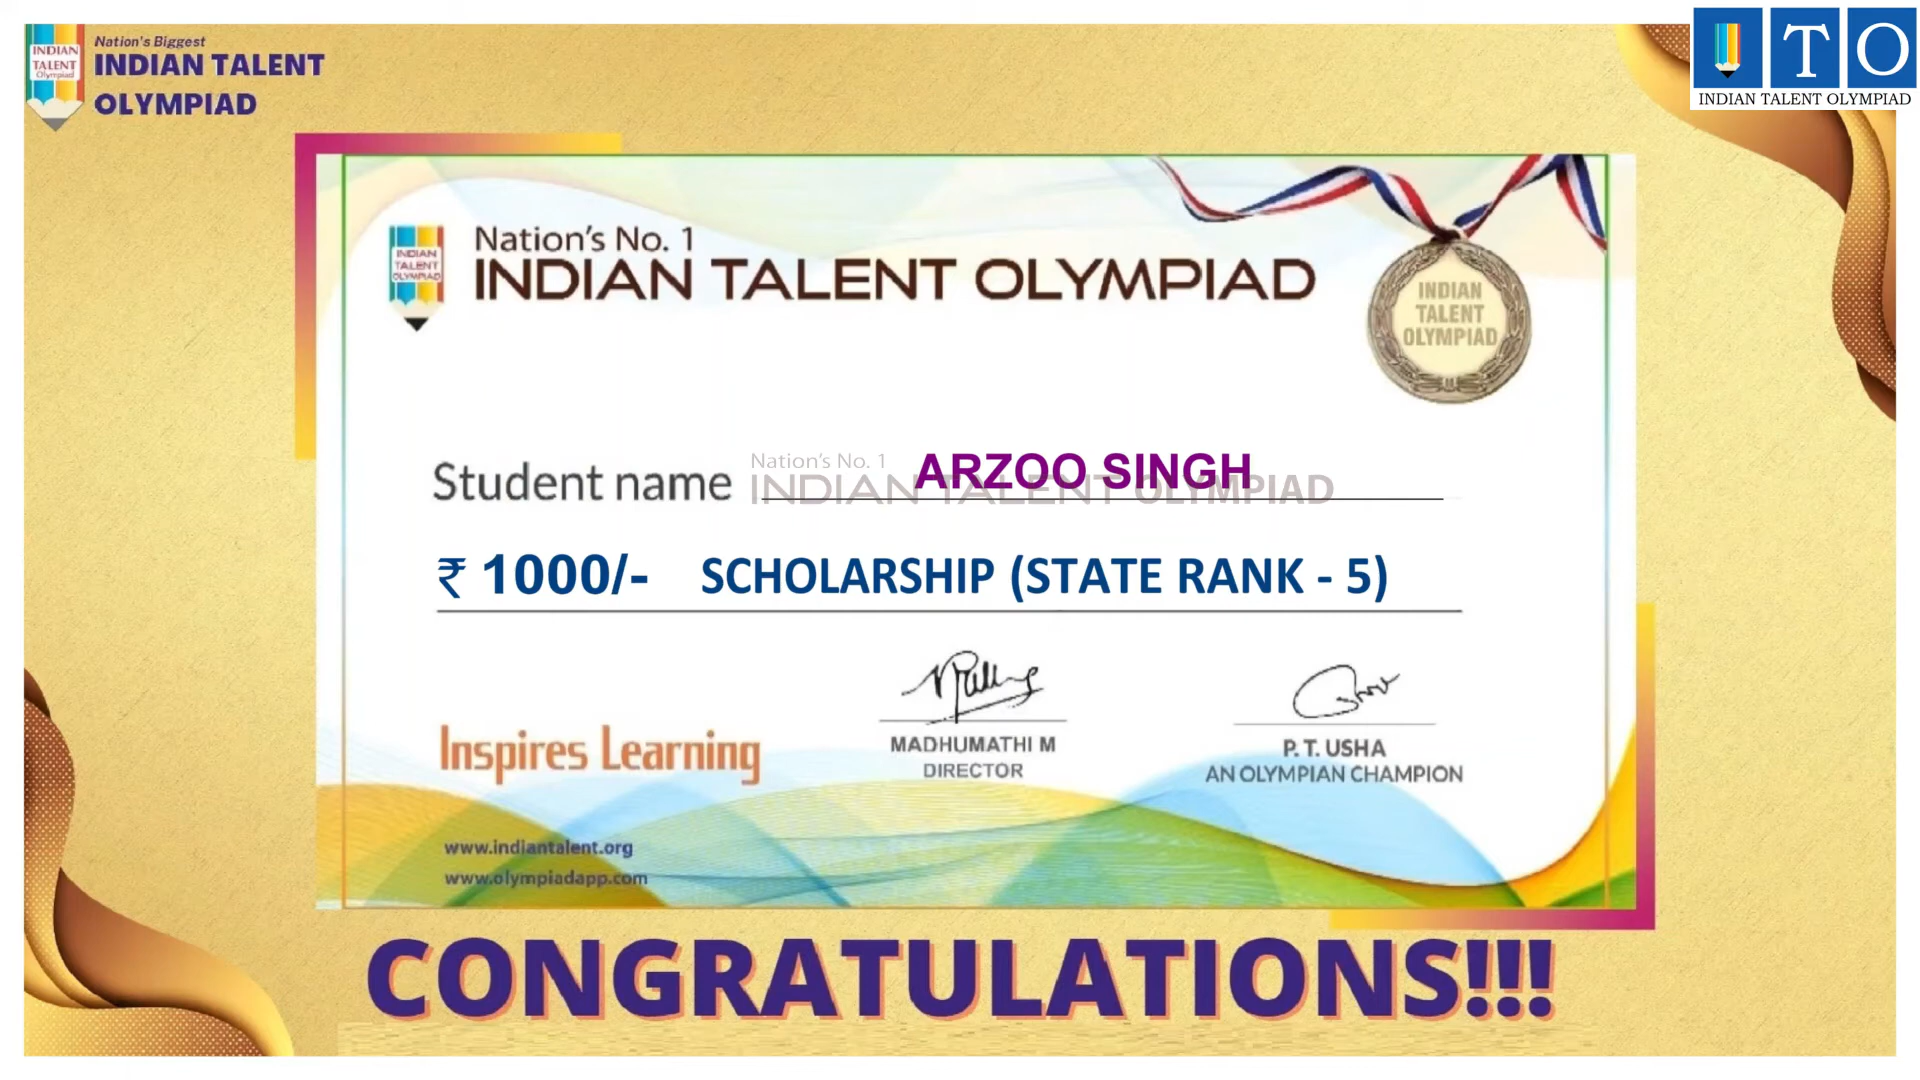 Nation's Biggest
INDIAN TALENT
OLYMPIAD
INDIAN
TALENT
Olympiad
T O
INDIAN TALENT OLYMPIAD
Nation's No. 1
INDIAN TALENT OLYMPIAD
INDIAN
TALENT
OLYMPIAD
INDIAN
TALENT
OLYMPIAD
Student name ARZOO SINGH
Nation's No. 1
INDIAN TALENT OLYMPIAD
₹ 1000/- SCHOLARSHIP (STATE RANK - 5)
Inspires Learning
MADHUMATHI M
DIRECTOR
P. T. USHA
AN OLYMPIAN CHAMPION
www.indiantalent.org
www.olympiadapp.com
CONGRATULATIONS!!!